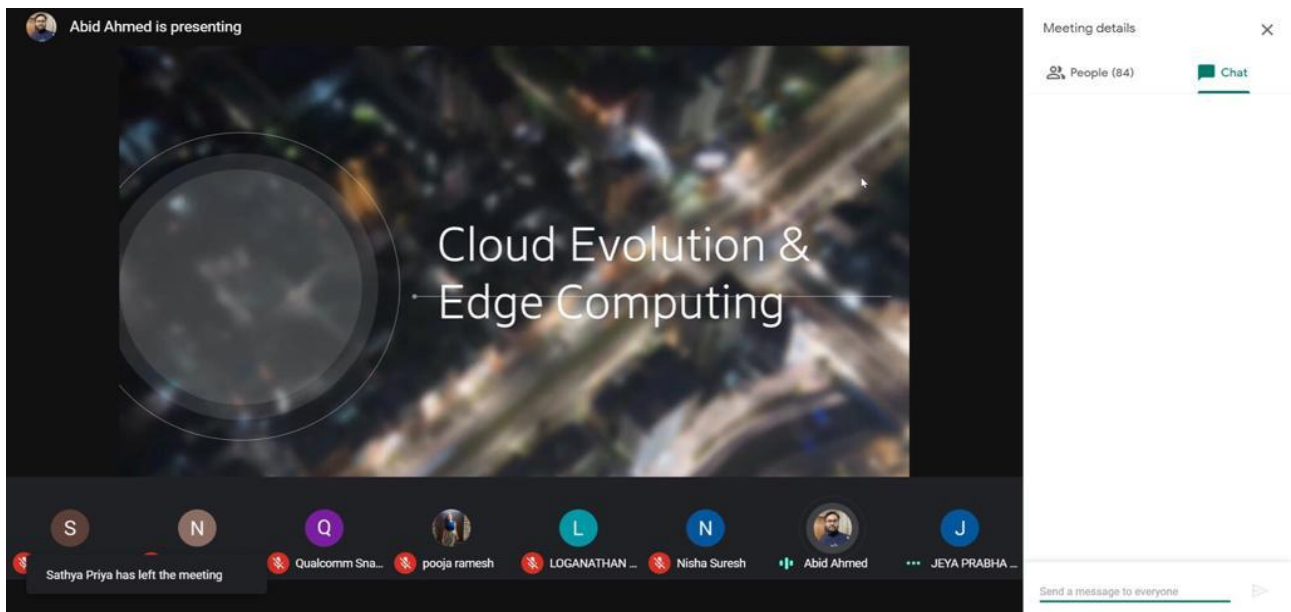 Abid Ahmed is presenting
Meeting details
People (84)
Chat
Cloud Evolution &
Edge Computing
S
N
Q
L
N
J
Qualcomm Sna...
pooja ramesh
LOGANATHAN ...
Nisha Suresh
Abid Ahmed
JEYA PRABHA ...
Sathya Priya has left the meeting
Send a message to everyone